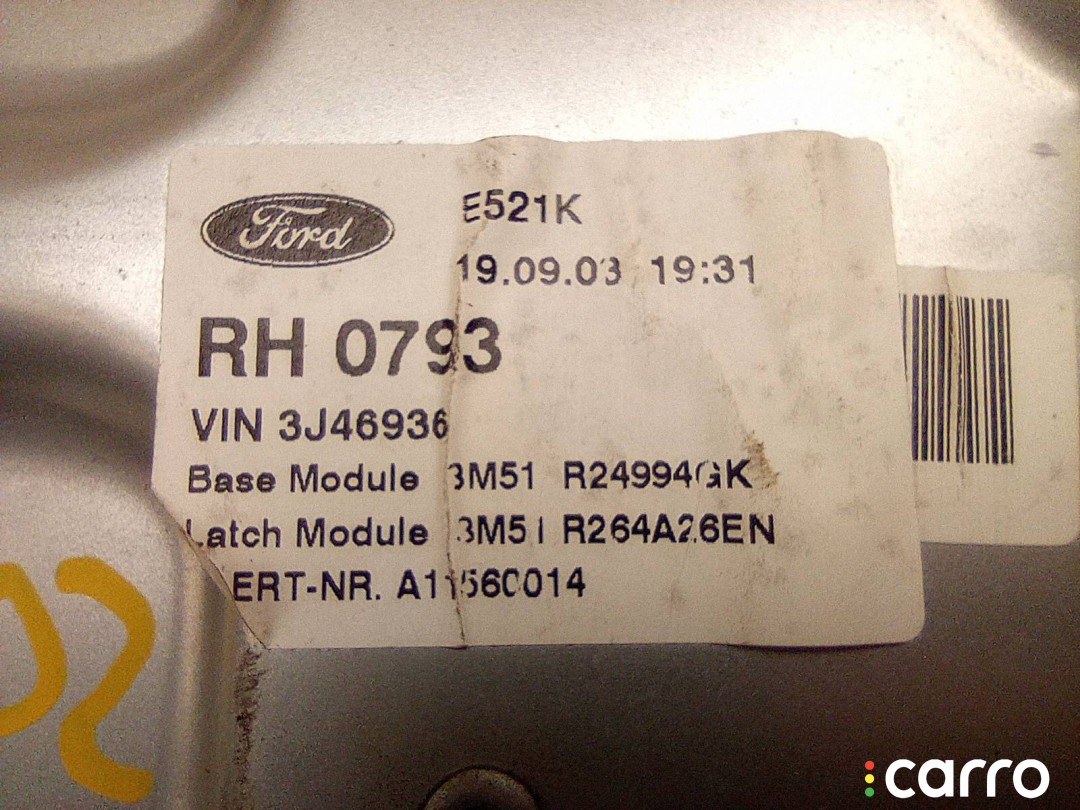 Ford
E521K
19.09.03 19:31
RH 0793
VIN 3J46936
Base Module 3M51 R24994GK
Latch Module 3M51 R264A26EN
ERT-NR. A11560014
02
carro